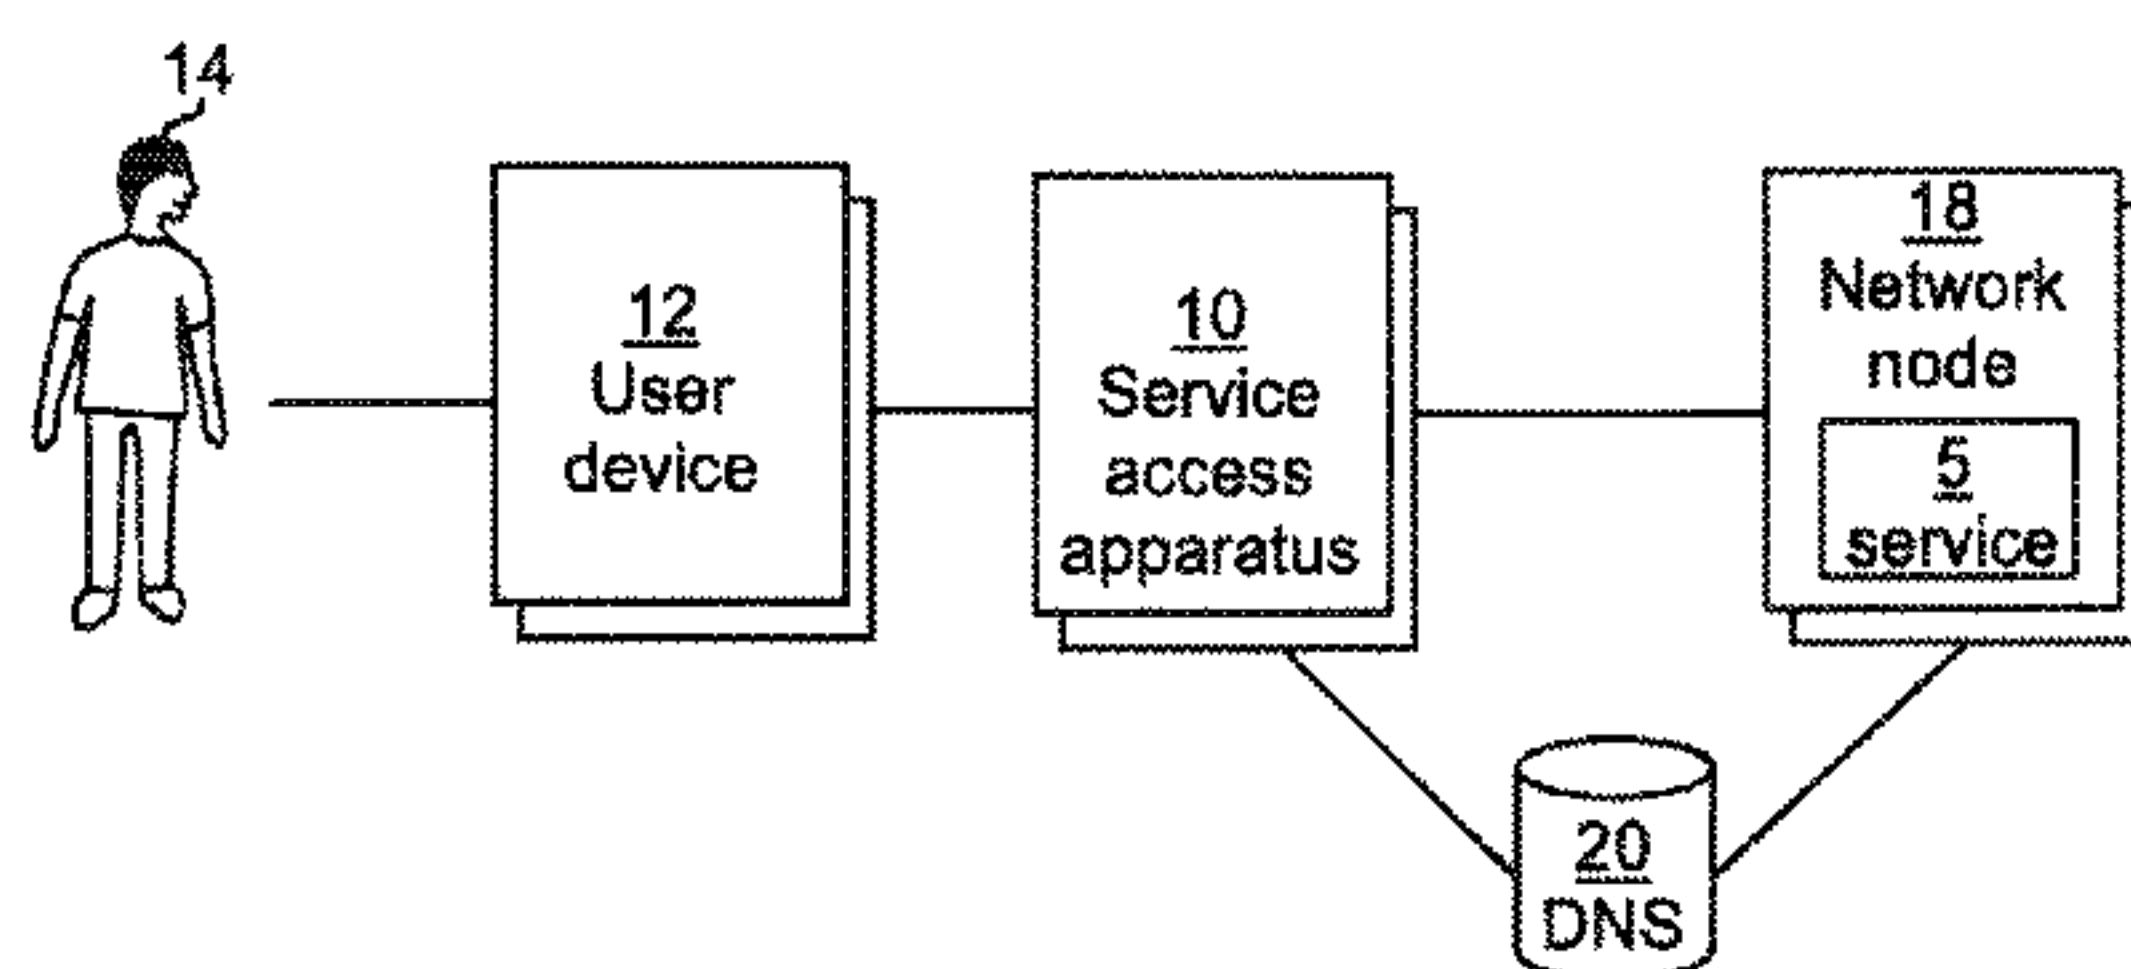 14
12
User
device
10
Service
access
apparatus
18
Network
node
5
service
20
DNS